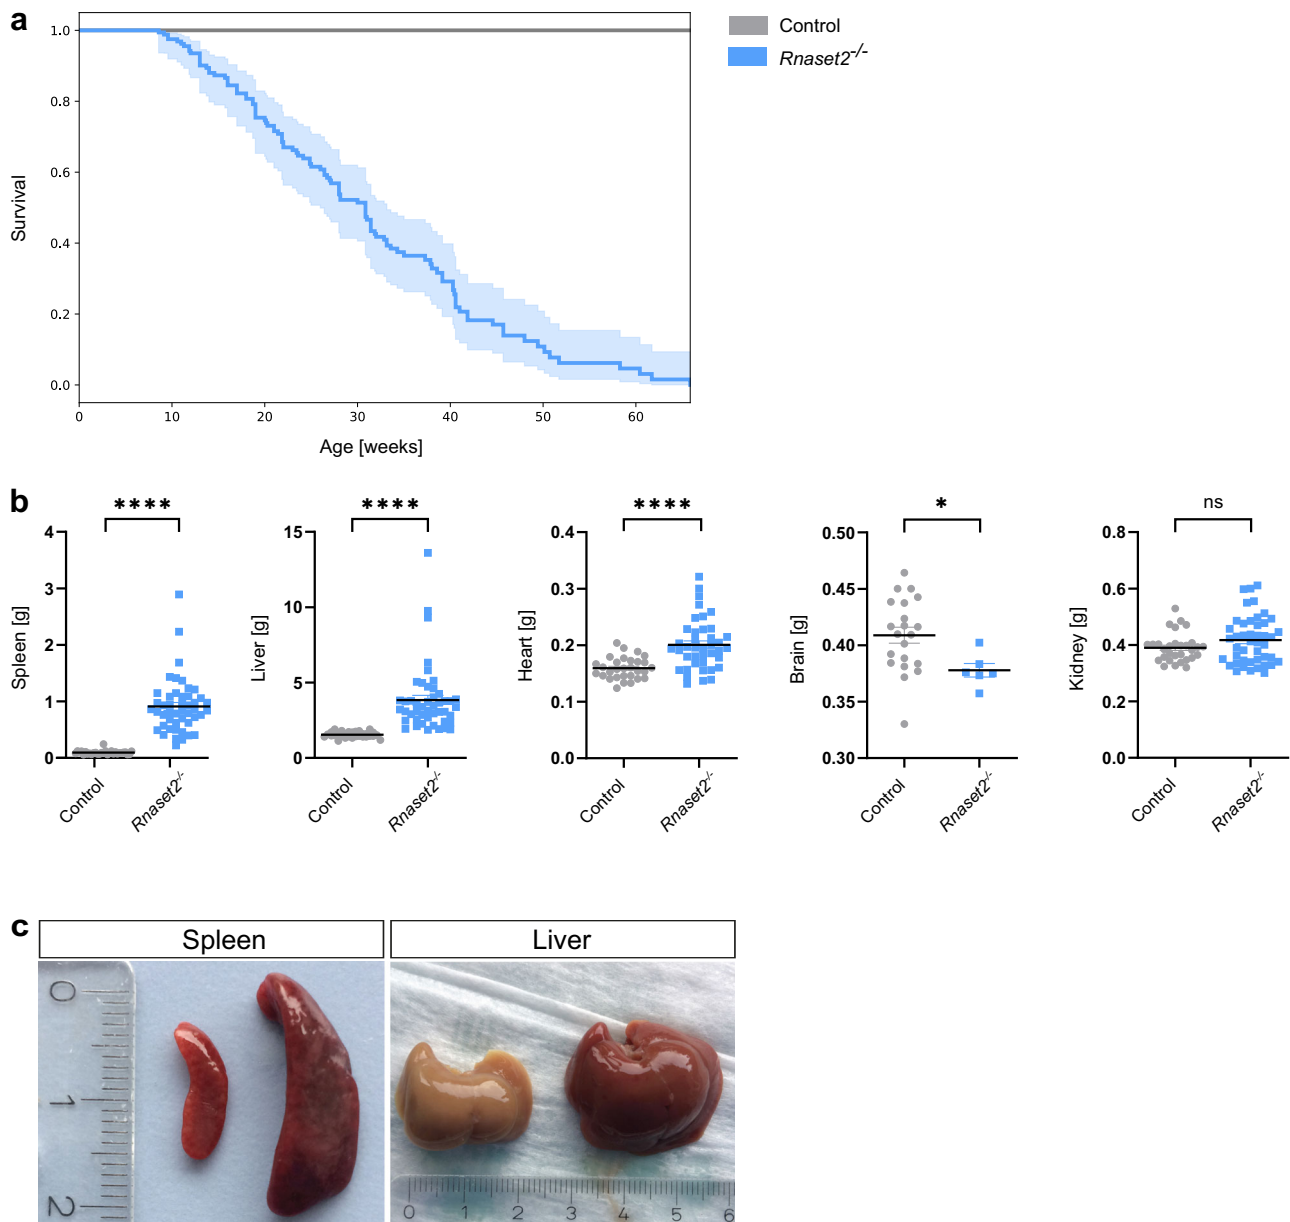 a
Control
Rnaset2-/-
1.0
0.8
0.6
0.4
0.2
0.0
Survival
0 10 20 30 40 50 60
Age [weeks]
b
****
4
3
2
1
0
Spleen [g]
Control
Rnaset2-/-
****
15
10
5
0
Liver [g]
Control
Rnaset2-/-
****
0.4
0.3
0.2
0.1
0.0
Heart [g]
Control
Rnaset2-/-
*
0.50
0.45
0.40
0.35
0.30
Brain [g]
Control
Rnaset2-/-
ns
0.8
0.6
0.4
0.2
0.0
Kidney [g]
Control
Rnaset2-/-
c
Spleen
Liver
0
1
2
0 1 2 3 4 5 6